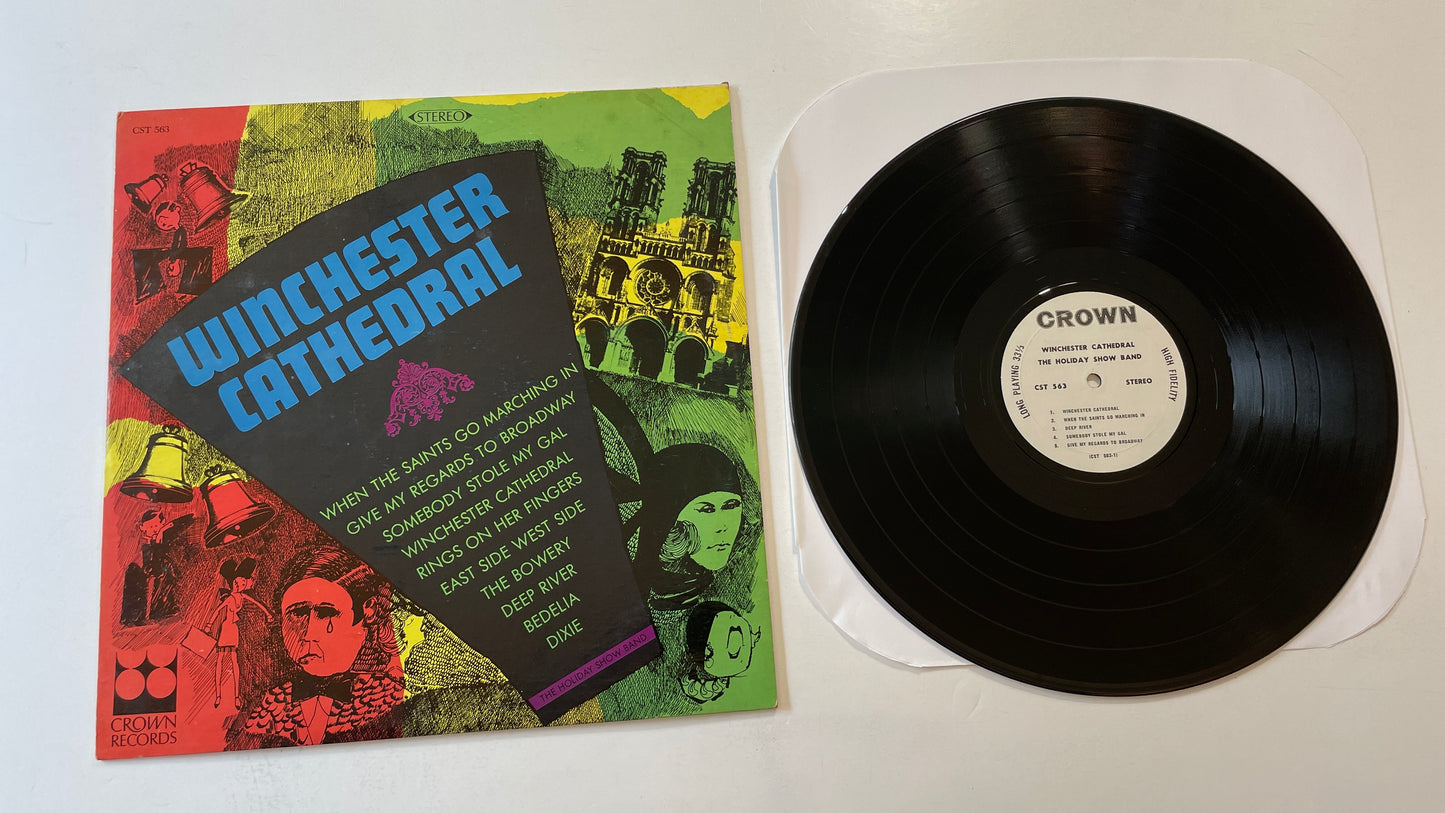 CST 563
STEREO
WINCHESTER
CATHEDRAL
WHEN THE SAINTS GO MARCHING IN
GIVE MY REGARDS TO BROADWAY
SOMEBODY STOLE MY GAL
WINCHESTER CATHEDRAL
RINGS ON HER FINGERS
EAST SIDE WEST SIDE
THE BOWERY
DEEP RIVER
BEDELIA
DIXIE
THE HOLIDAY SHOW BAND
CROWN
RECORDS
CROWN
WINCHESTER CATHEDRAL
THE HOLIDAY SHOW BAND
LONG PLAYING 33⅓
HIGH FIDELITY
CST 563 STEREO
1. WINCHESTER CATHEDRAL
2. WHEN THE SAINTS GO MARCHING IN
3. DEEP RIVER
4. SOMEBODY STOLE MY GAL
5. GIVE MY REGARDS TO BROADWAY
(CST 563-1)